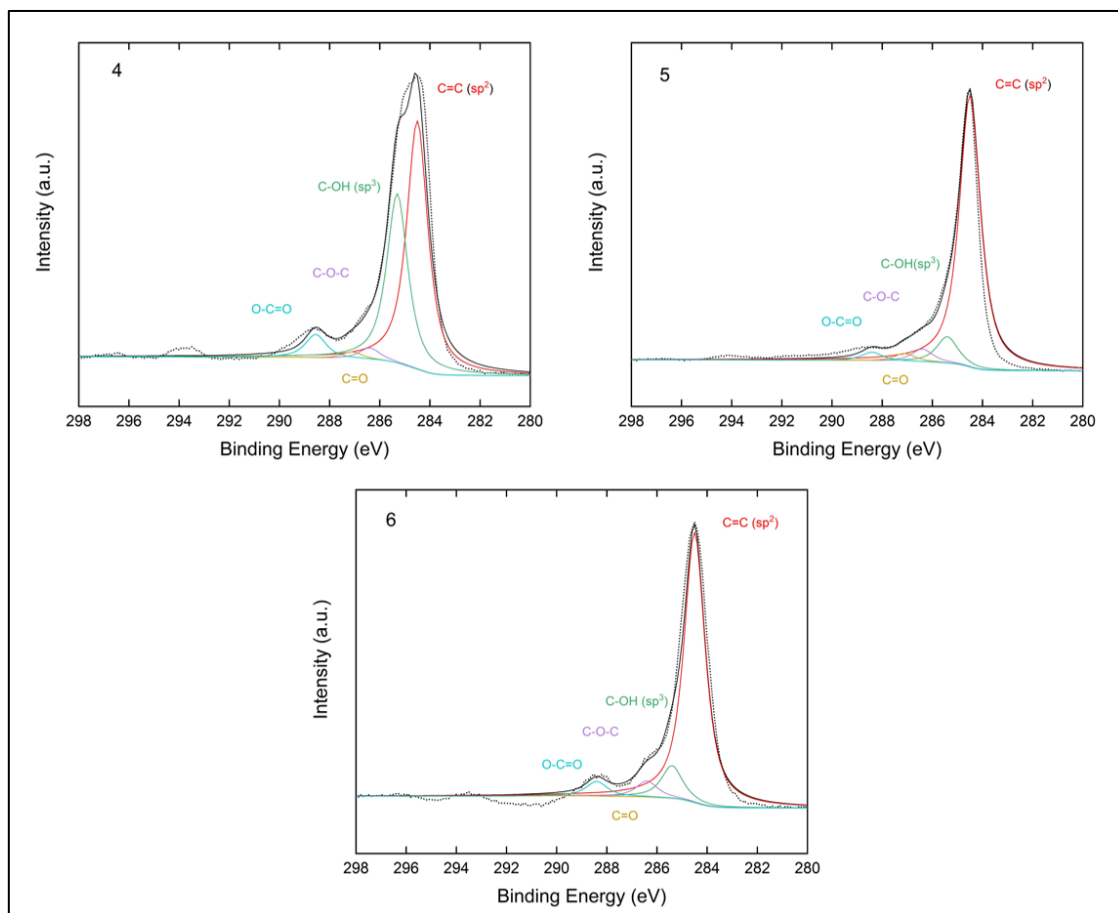 4
C=C (sp²)
C-OH (sp³)
C-O-C
O-C=O
C=O
Intensity (a.u.)
298 296 294 292 290 288 286 284 282 280
Binding Energy (eV)
5
C=C (sp²)
C-OH(sp³)
C-O-C
O-C=O
C=O
Intensity (a.u.)
298 296 294 292 290 288 286 284 282 280
Binding Energy (eV)
6
C=C (sp²)
C-OH (sp³)
C-O-C
O-C=O
C=O
Intensity (a.u.)
298 296 294 292 290 288 286 284 282 280
Binding Energy (eV)